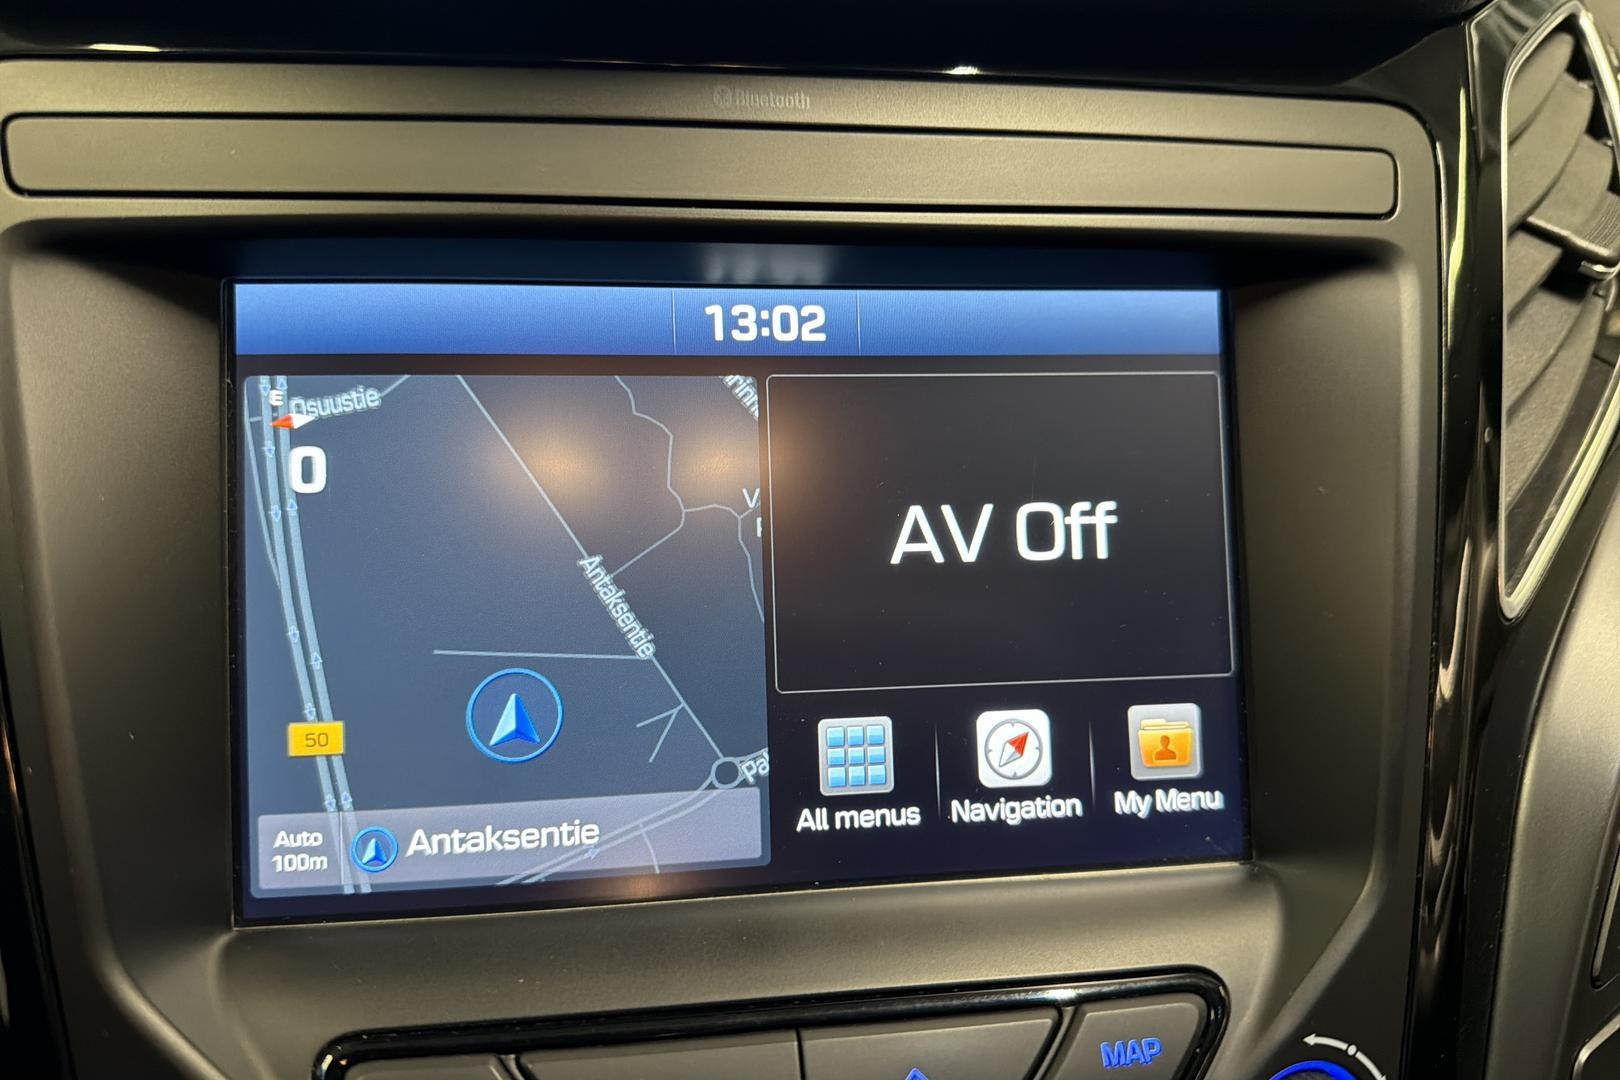 Bluetooth
13:02
E
Osuustie
0
Antaksentie
50
Auto
100m
Antaksentie
AV Off
All menus
Navigation
My Menu
MAP